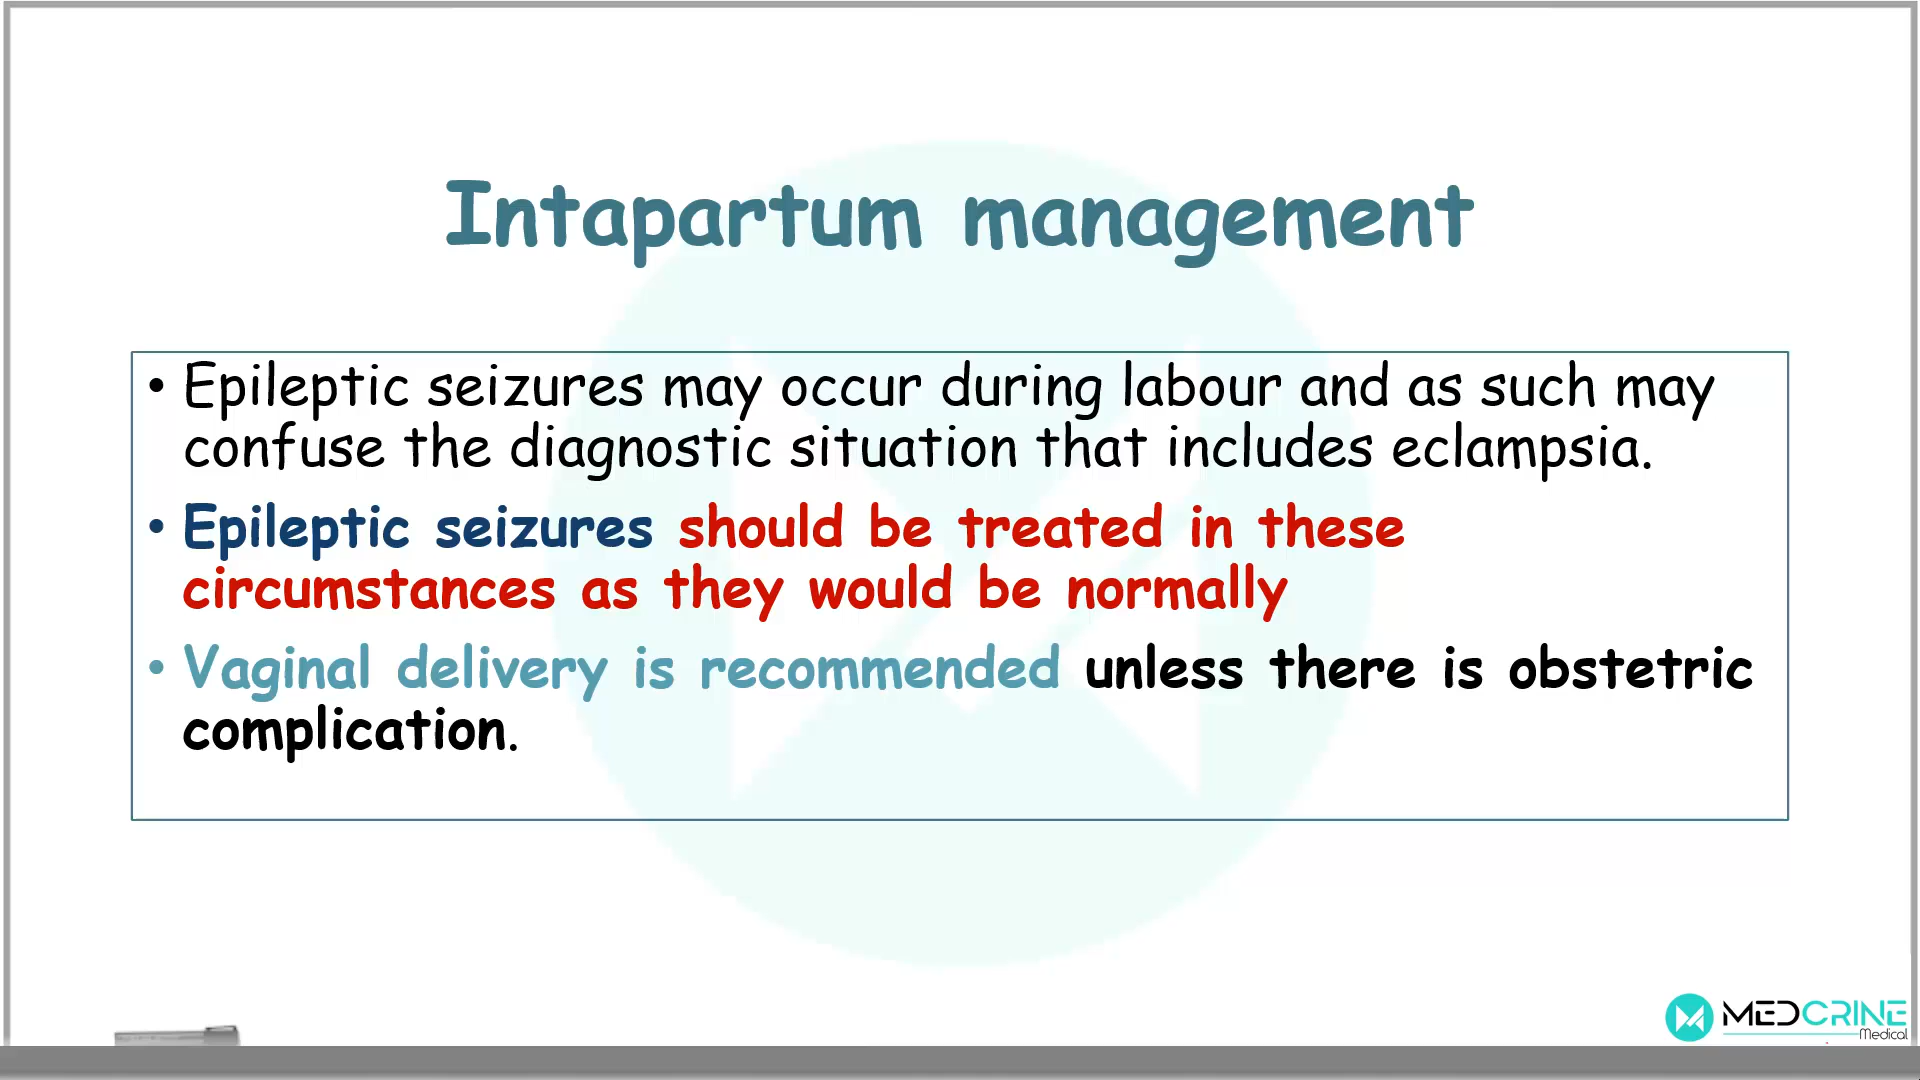 Intapartum management
• Epileptic seizures may occur during labour and as such may
confuse the diagnostic situation that includes eclampsia.
• Epileptic seizures should be treated in these
circumstances as they would be normally
• Vaginal delivery is recommended unless there is obstetric
complication.
MEDCRINE
Medical